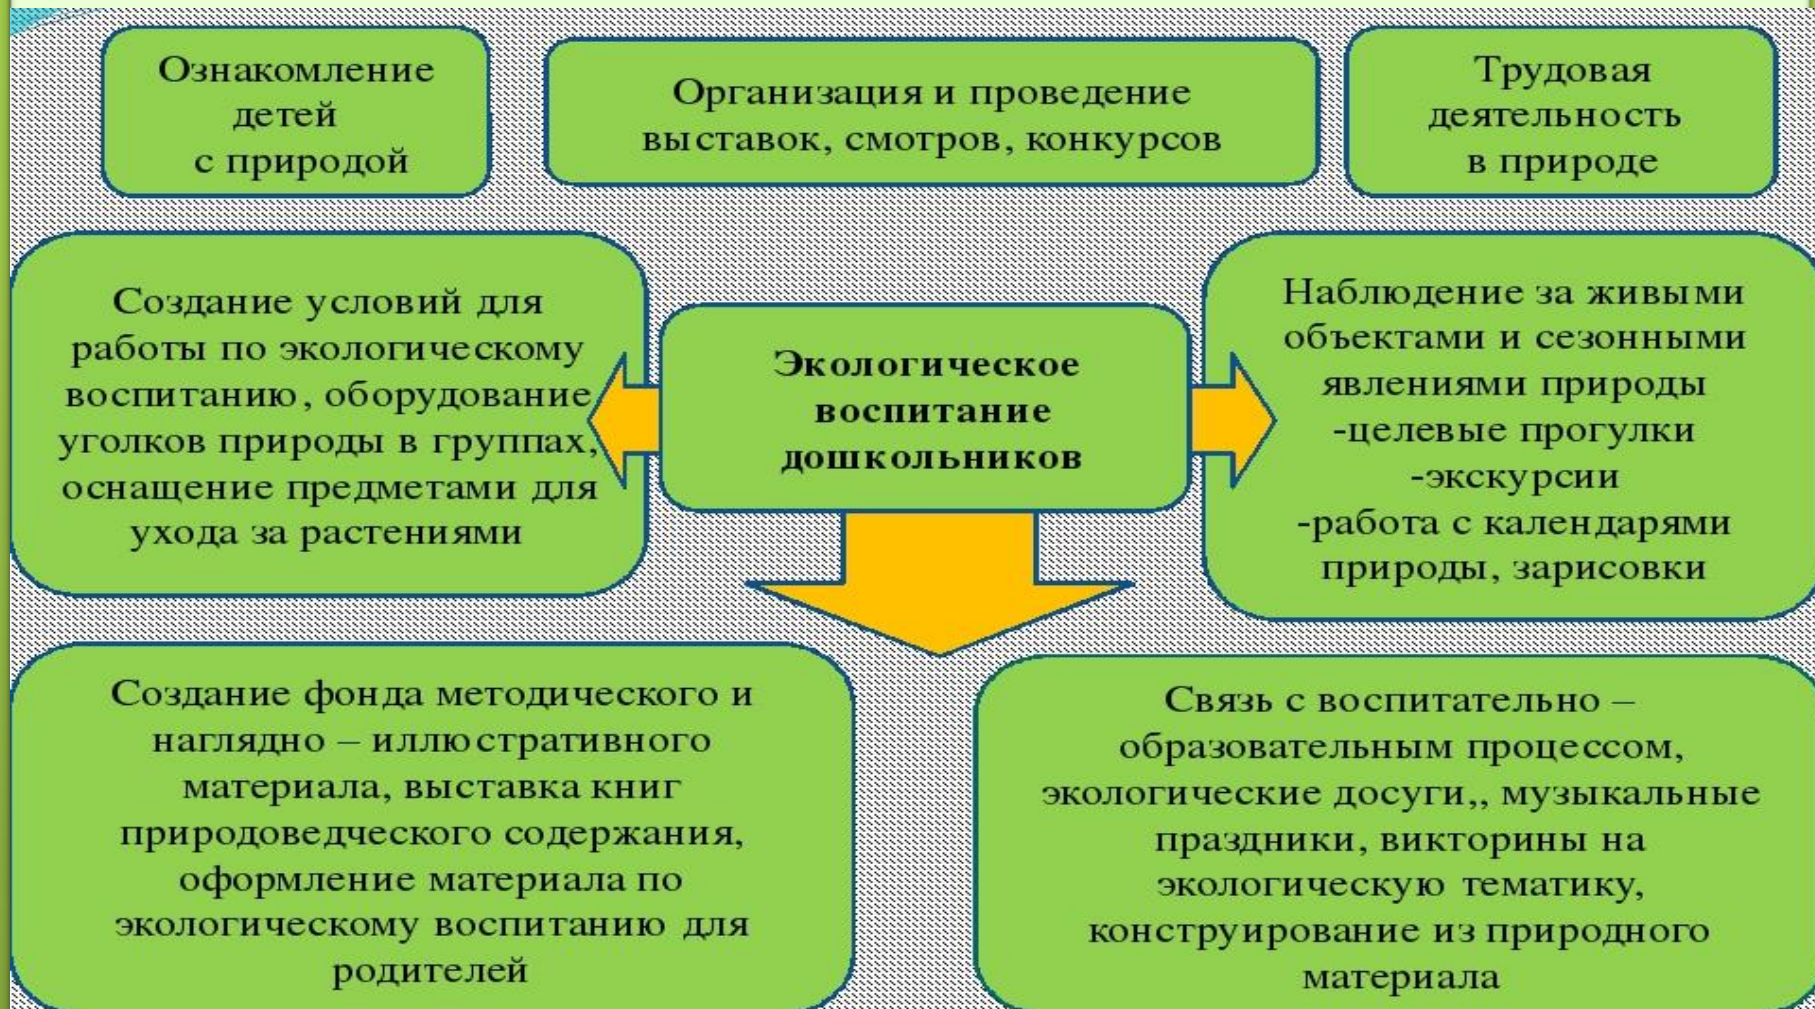 Ознакомление
детей
с природой
Организация и проведение
выставок, смотров, конкурсов
Трудовая
деятельность
в природе
Создание условий для
работы по экологическому
воспитанию, оборудование
уголков природы в группах,
оснащение предметами для
ухода за растениями
Экологическое
воспитание
дошкольников
Наблюдение за живыми
объектами и сезонными
явлениями природы
-целевые прогулки
-экскурсии
-работа с календарями
природы, зарисовки
Создание фонда методического и
наглядно – иллюстративного
материала, выставка книг
природоведческого содержания,
оформление материала по
экологическому воспитанию для
родителей
Связь с воспитательно –
образовательным процессом,
экологические досуги,, музыкальные
праздники, викторины на
экологическую тематику,
конструирование из природного
материала